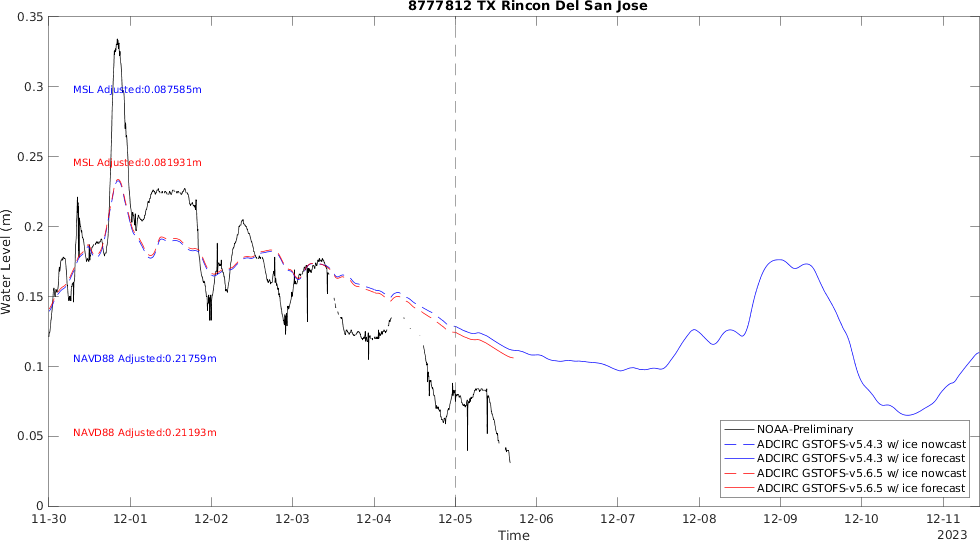 8777812 TX Rincon Del San Jose
0.35
0.3
0.25
0.2
0.15
0.1
0.05
0
Water Level (m)
MSL Adjusted:0.087585m
MSL Adjusted:0.081931m
NAVD88 Adjusted:0.21759m
NAVD88 Adjusted:0.21193m
NOAA-Preliminary
ADCIRC GSTOFS-v5.4.3 w/ ice nowcast
ADCIRC GSTOFS-v5.4.3 w/ ice forecast
ADCIRC GSTOFS-v5.6.5 w/ ice nowcast
ADCIRC GSTOFS-v5.6.5 w/ ice forecast
11-30 12-01 12-02 12-03 12-04 12-05 12-06 12-07 12-08 12-09 12-10 12-11
Time
2023